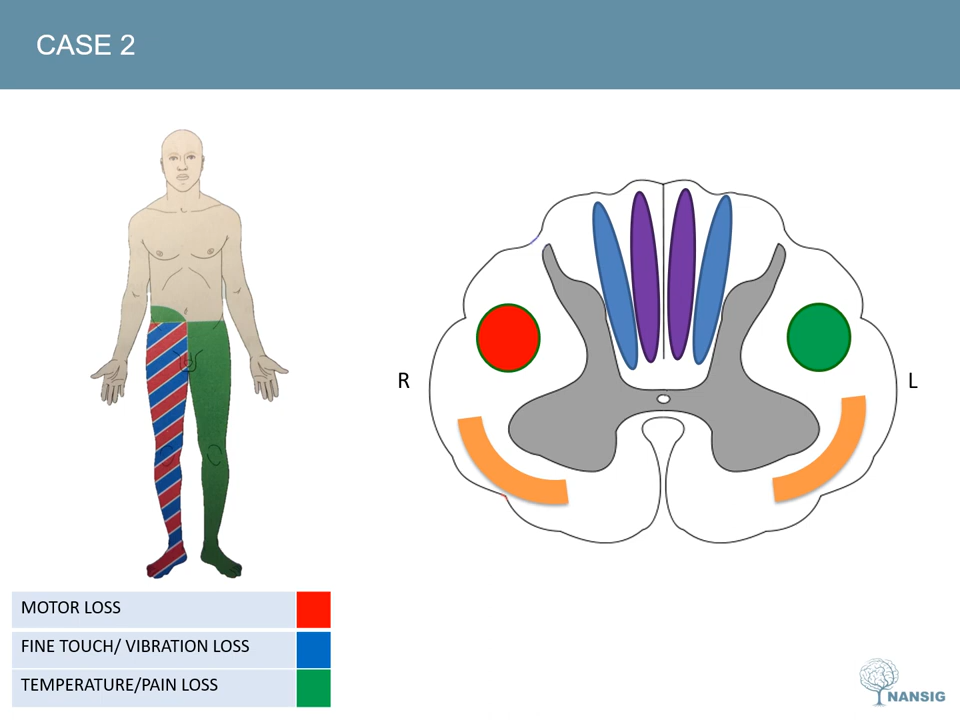 CASE 2
R
L
MOTOR LOSS
FINE TOUCH/ VIBRATION LOSS
TEMPERATURE/PAIN LOSS
NANSIG